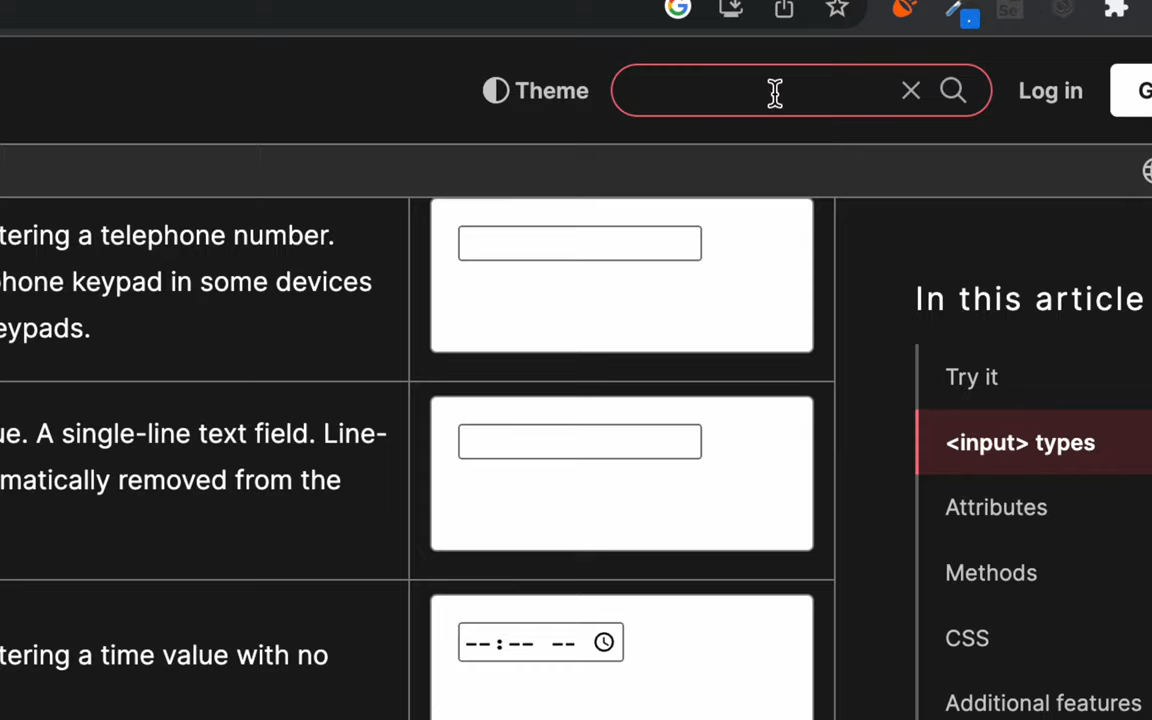 Se
Theme
Log in
G
tering a telephone number.
hone keypad in some devices
eypads.
ue. A single-line text field. Line-
matically removed from the
tering a time value with no
--:-- --
In this article
Try it
<input> types
Attributes
Methods
CSS
Additional features